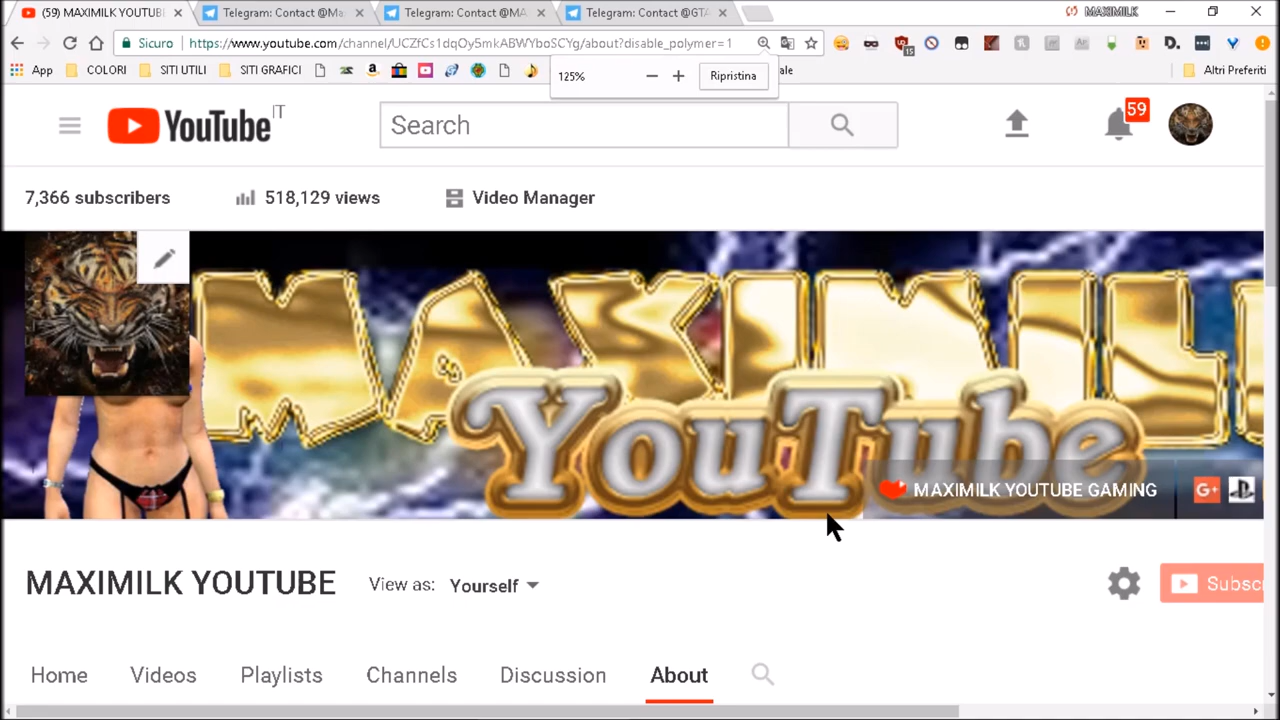 (59) MAXIMILK YOUTUB
Telegram: Contact @Ma
Telegram: Contact @MA
Telegram: Contact @GTA
MAXIMILK
Sicuro
https://www.youtube.com/channel/UCZfCs1dqOy5mkABWYboSCYg/about?disable_polymer=1
15
App
COLORI
SITI UTILI
SITI GRAFICI
ale
Altri Preferiti
125%
Ripristina
YouTube IT
Search
59
7,366 subscribers
518,129 views
Video Manager
MAXIMIL
YouTube
MAXIMILK YOUTUBE GAMING
G+
MAXIMILK YOUTUBE
View as:
Yourself
Subsc
Home
Videos
Playlists
Channels
Discussion
About